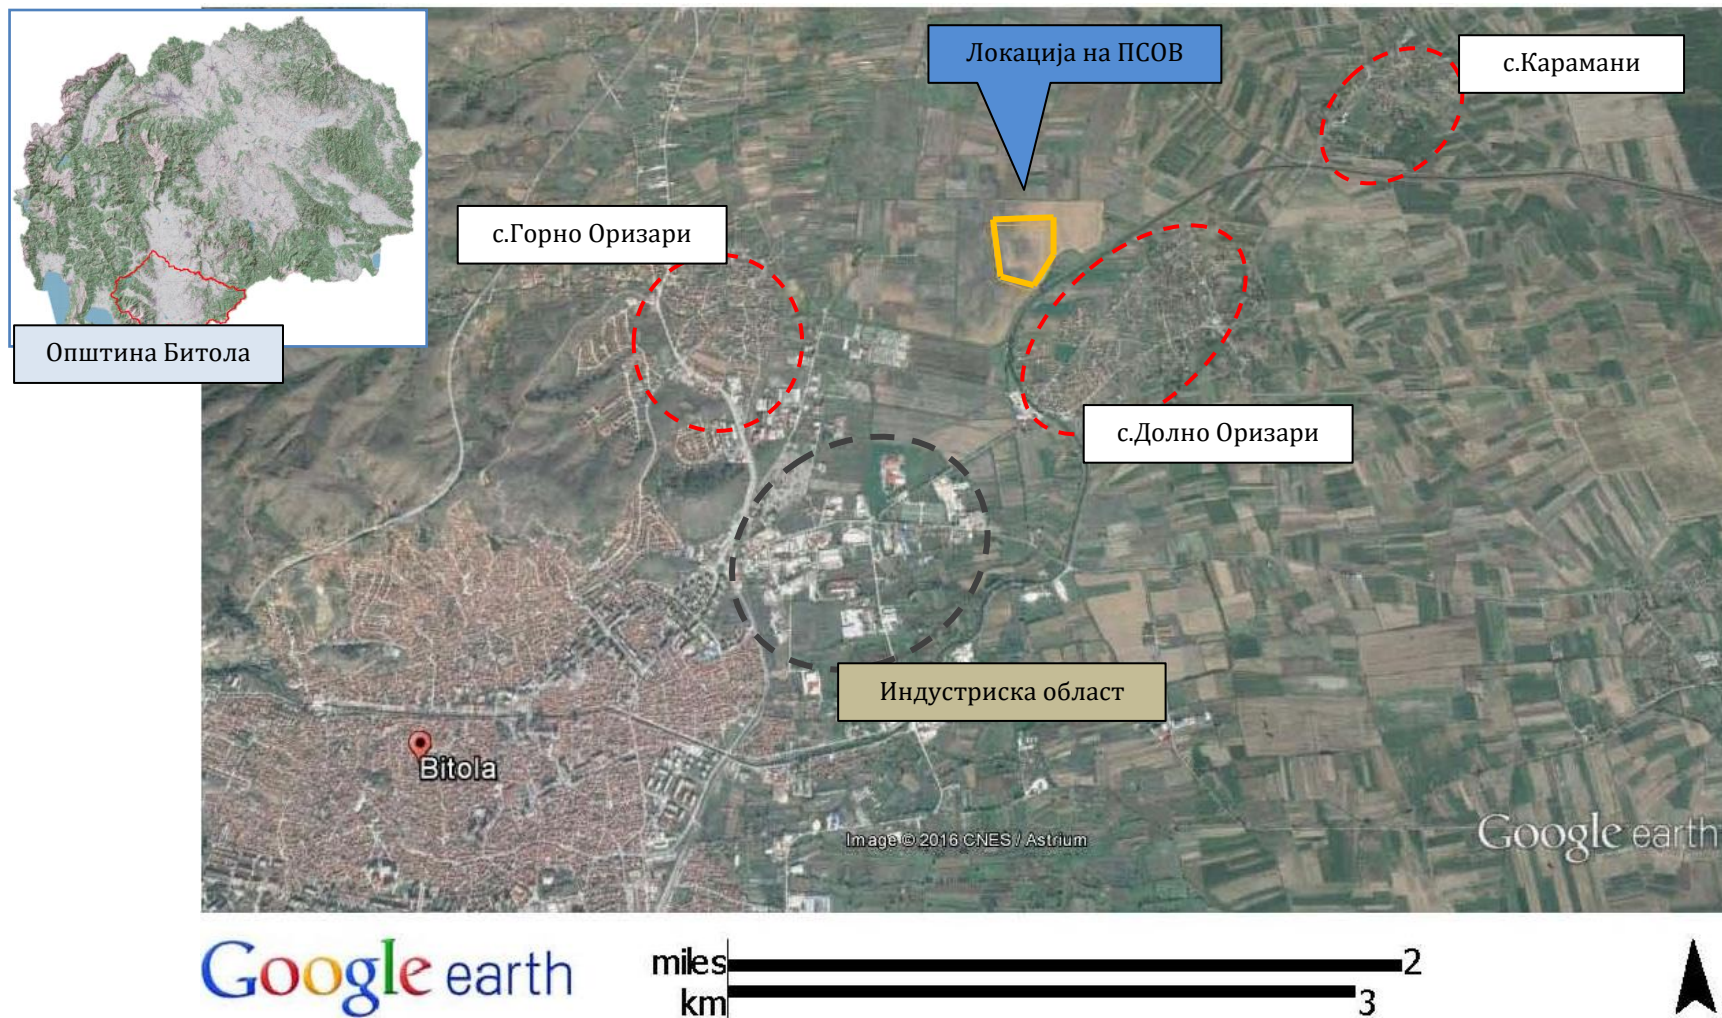 Локација на ПСОВ
с.Карамани
с.Горно Оризари
Општина Битола
с.Долно Оризари
Индустриска област
Bitola
Image © 2016 CNES / Astrium
Google earth
Google earth
miles 2
km 3